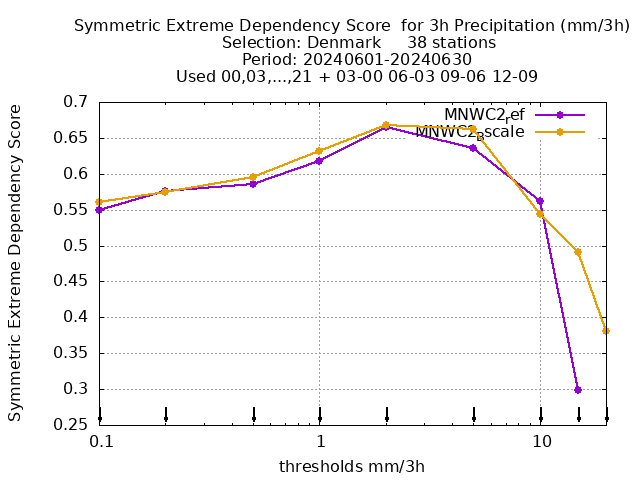 Symmetric Extreme Dependency Score  for 3h Precipitation (mm/3h)
Selection: Denmark     38 stations
Period: 20240601-20240630
Used 00,03,...,21 + 03-00 06-03 09-06 12-09
MNWC2ref
MNWC2Bscale
Symmetric Extreme Dependency Score
0.7
0.65
0.6
0.55
0.5
0.45
0.4
0.35
0.3
0.25
0.1 1 10
thresholds mm/3h